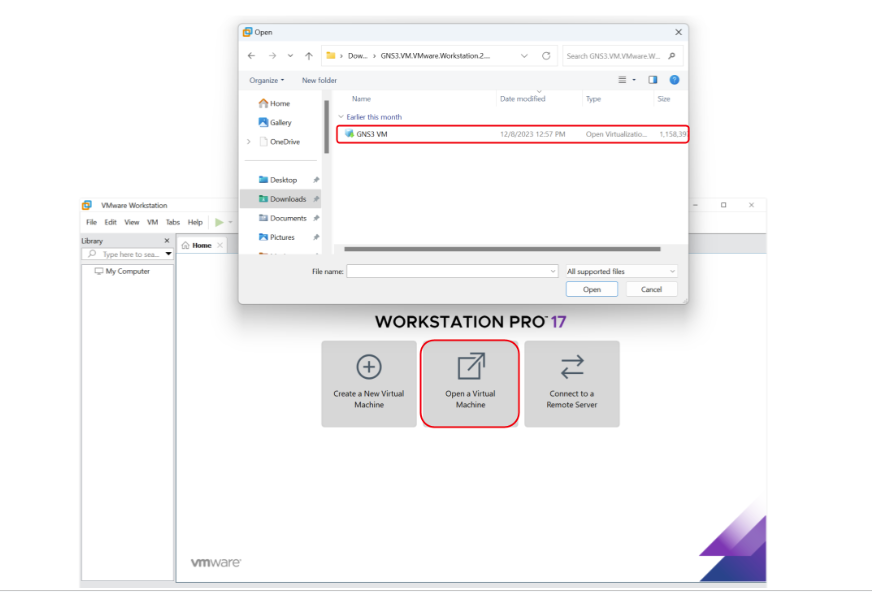 Open
Dow... › GNS3.VM.VMware.Workstation.2...
Search GNS3.VM.VMware.W...
Organize
New folder
Name
Date modified
Type
Size
Home
Gallery
OneDrive
Earlier this month
GNS3 VM
12/8/2023 12:57 PM
Open Virtualizatio...
1,158,39
Desktop
Downloads
Documents
Pictures
File name:
All supported files
Open
Cancel
VMware Workstation
File Edit View VM Tabs Help
Library
Home
Type here to sea...
My Computer
WORKSTATION PRO™ 17
Create a New Virtual
Machine
Open a Virtual
Machine
Connect to a
Remote Server
vmware